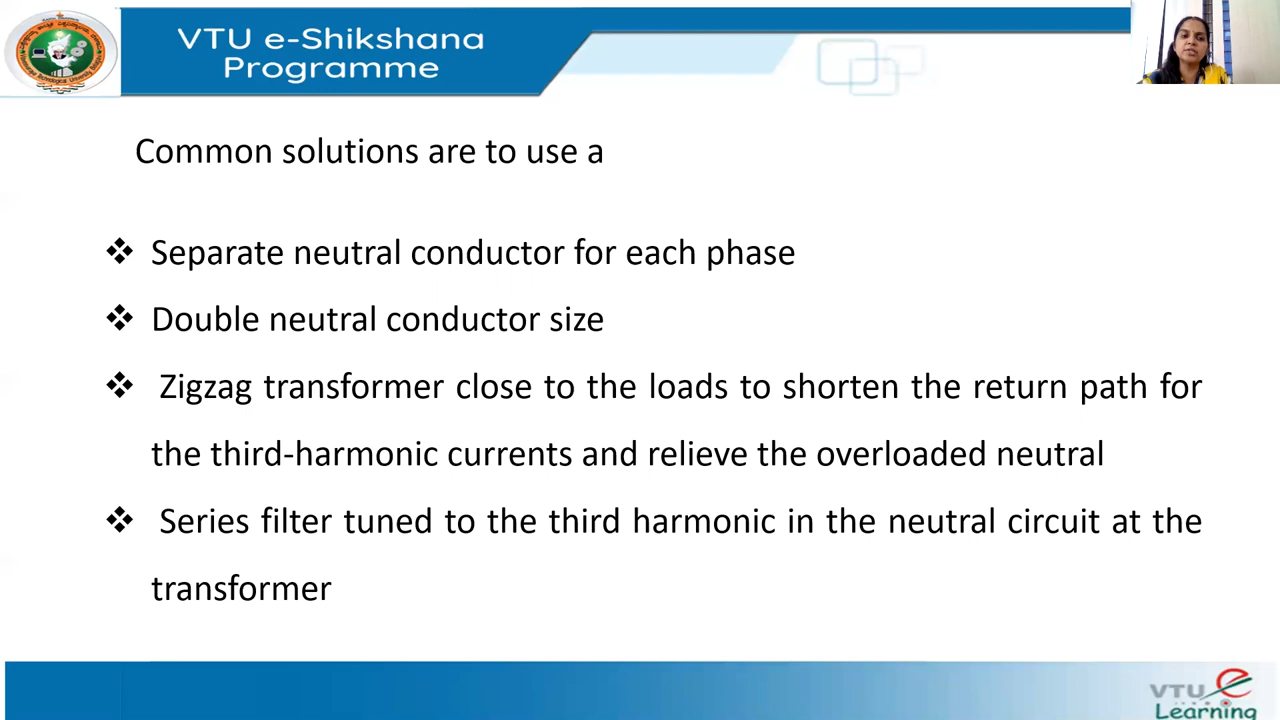 VTU e-Shikshana
Programme
Common solutions are to use a
❖ Separate neutral conductor for each phase
❖ Double neutral conductor size
❖ Zigzag transformer close to the loads to shorten the return path for
the third-harmonic currents and relieve the overloaded neutral
❖ Series filter tuned to the third harmonic in the neutral circuit at the
transformer
VTU e
Learning